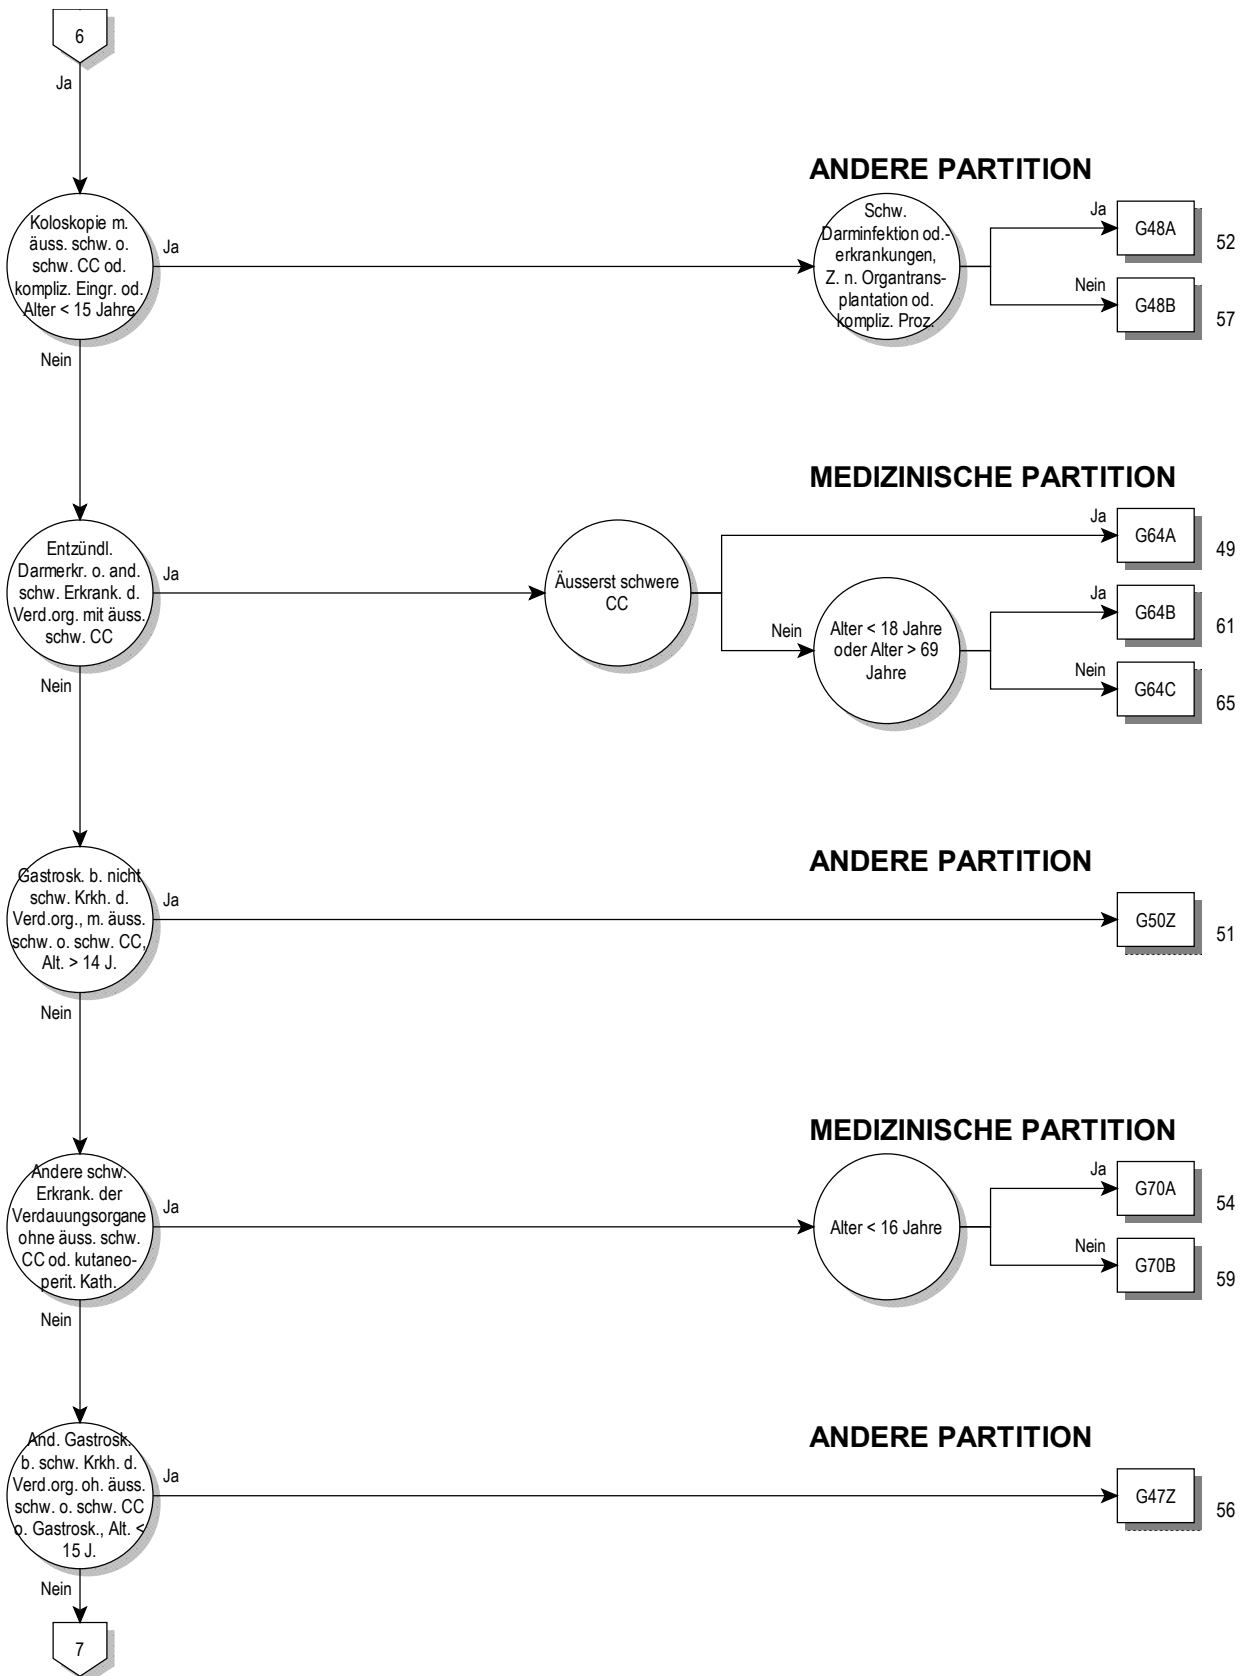 6
Ja
ANDERE PARTITION
Koloskopie m.
äuss. schw. o.
schw. CC od.
kompliz. Eingr. od.
Alter < 15 Jahre
Ja
Schw.
Darminfektion od.-
erkrankungen,
Z. n. Organtrans-
plantation od.
kompliz. Proz.
Ja
G48A
52
Nein
G48B
57
Nein
MEDIZINISCHE PARTITION
Entzündl.
Darmerkr. o. and.
schw. Erkrank. d.
Verd.org. mit äuss.
schw. CC
Ja
Äusserst schwere
CC
Ja
G64A
49
Nein
Alter < 18 Jahre
oder Alter > 69
Jahre
Ja
G64B
61
Nein
G64C
65
Nein
ANDERE PARTITION
Gastrosk. b. nicht
schw. Krkh. d.
Verd.org., m. äuss.
schw. o. schw. CC,
Alt. > 14 J.
Ja
G50Z
51
Nein
MEDIZINISCHE PARTITION
Andere schw.
Erkrank. der
Verdauungsorgane
ohne äuss. schw.
CC od. kutaneo-
perit. Kath.
Ja
Alter < 16 Jahre
Ja
G70A
54
Nein
G70B
59
Nein
ANDERE PARTITION
And. Gastrosk.
b. schw. Krkh. d.
Verd.org. oh. äuss.
schw. o. schw. CC
o. Gastrosk., Alt. <
15 J.
Ja
G47Z
56
Nein
7